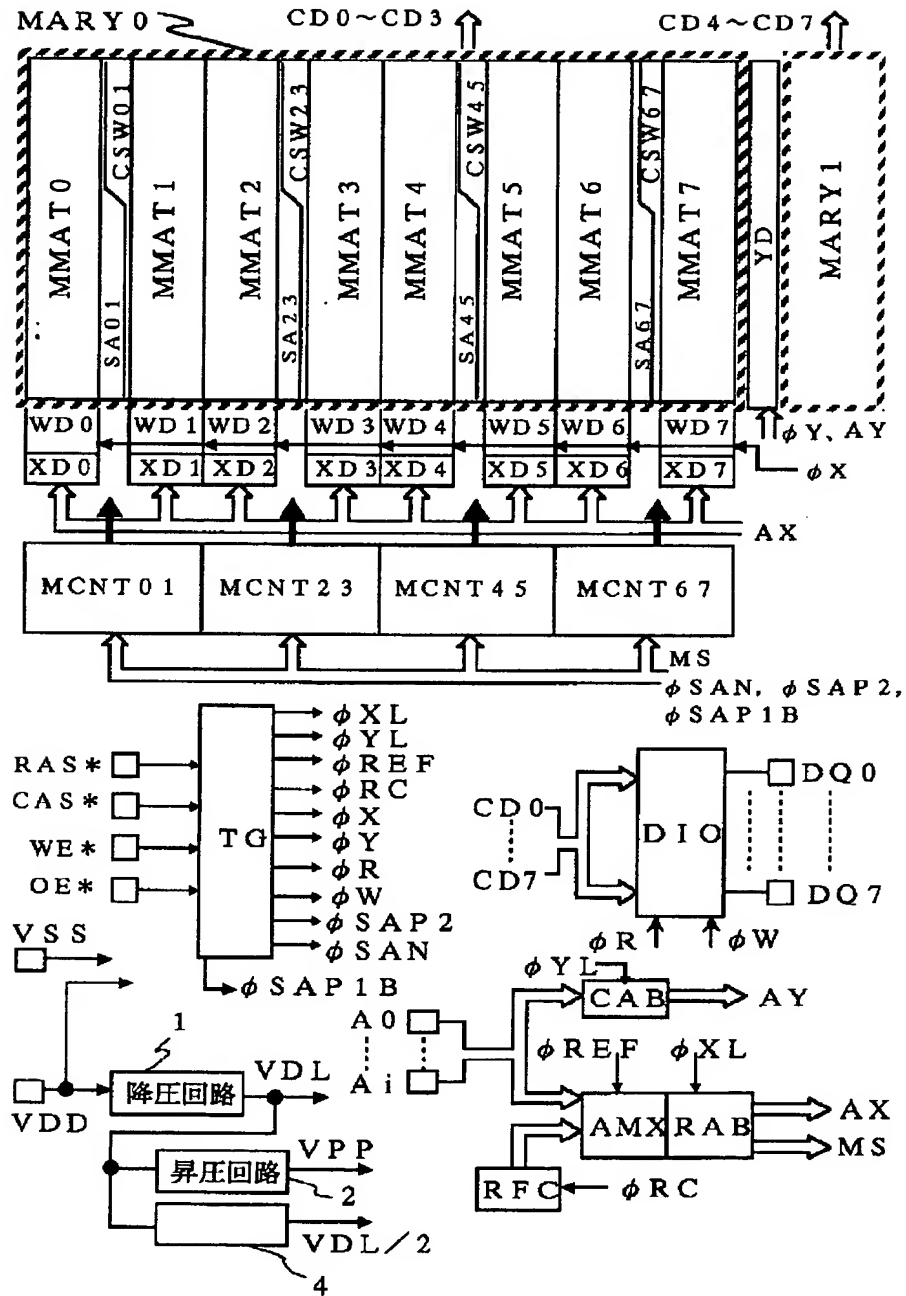 MARY0
CD0～CD3
CD4～CD7
MMAT0
SA01
CSW01
MMAT1
MMAT2
SA23
CSW23
MMAT3
MMAT4
SA45
CSW45
MMAT5
MMAT6
SA67
CSW67
MMAT7
YD
MARY1
WD0
WD1
WD2
WD3
WD4
WD5
WD6
WD7
φY、AY
XD0
XD1
XD2
XD3
XD4
XD5
XD6
XD7
φX
AX
MCNT01
MCNT23
MCNT45
MCNT67
MS
φSAN, φSAP2,
φSAP1B
RAS*
CAS*
WE*
OE*
TG
φXL
φYL
φREF
φRC
φX
φY
φR
φW
φSAP2
φSAN
φSAP1B
CD0
CD7
DIO
DQ0
DQ7
φR
φW
VSS
VDD
1
降圧回路
VDL
昇圧回路
VPP
2
VDL/2
4
A0
Ai
φYL
CAB
AY
φREF
φXL
AMX
RAB
AX
MS
RFC
φRC